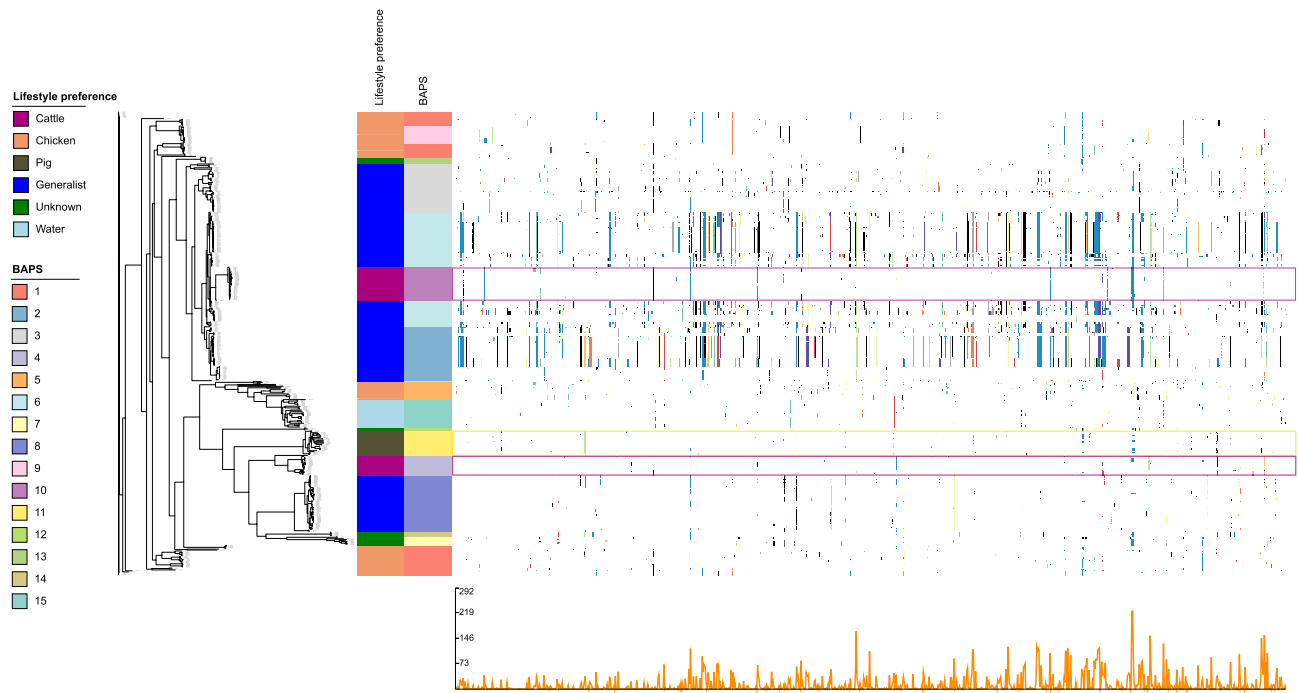 Lifestyle preference
BAPS
Lifestyle preference
Cattle
Chicken
Pig
Generalist
Unknown
Water
BAPS
1
2
3
4
5
6
7
8
9
10
11
12
13
14
15
292
219
146
73